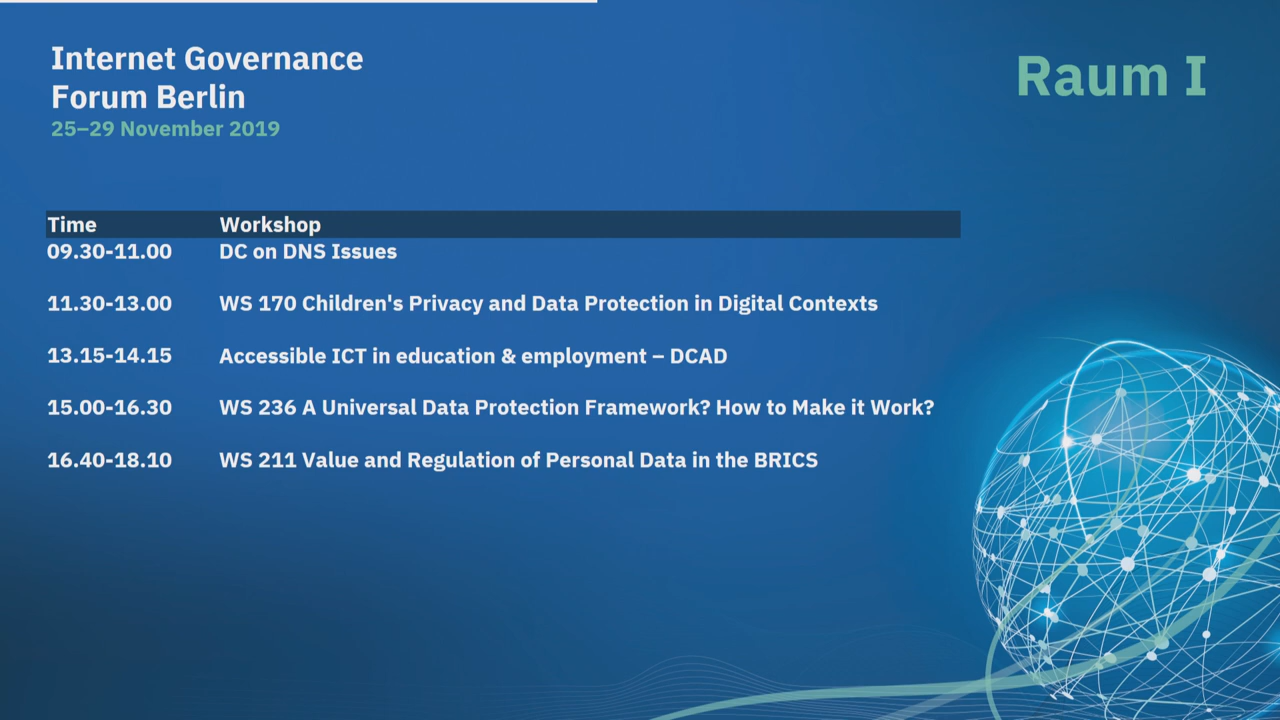 Internet Governance
Forum Berlin
25–29 November 2019
Raum I
Time Workshop
09.30-11.00 DC on DNS Issues
11.30-13.00 WS 170 Children's Privacy and Data Protection in Digital Contexts
13.15-14.15 Accessible ICT in education & employment – DCAD
15.00-16.30 WS 236 A Universal Data Protection Framework? How to Make it Work?
16.40-18.10 WS 211 Value and Regulation of Personal Data in the BRICS